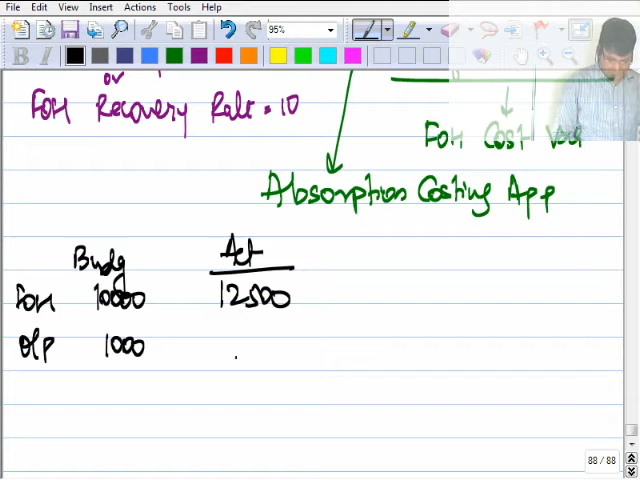 File Edit View Insert Actions Tools Help
95%
or
FOH Recovery Rate = 10
FOH Cost
Absorption Costing App
Budg Act
FOH 10000 12500
O/P 1000
88 / 88